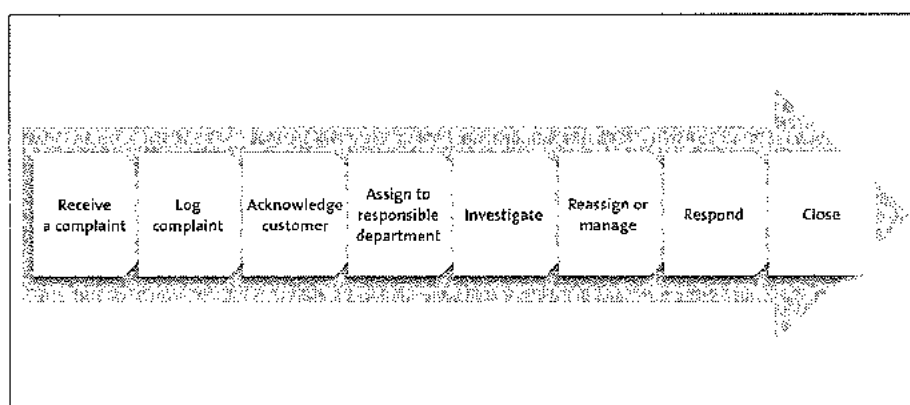 Receive
a complaint
Log
complaint
Acknowledge
customer
Assign to
responsible
department
Investigate
Reassign or
manage
Respond
Close